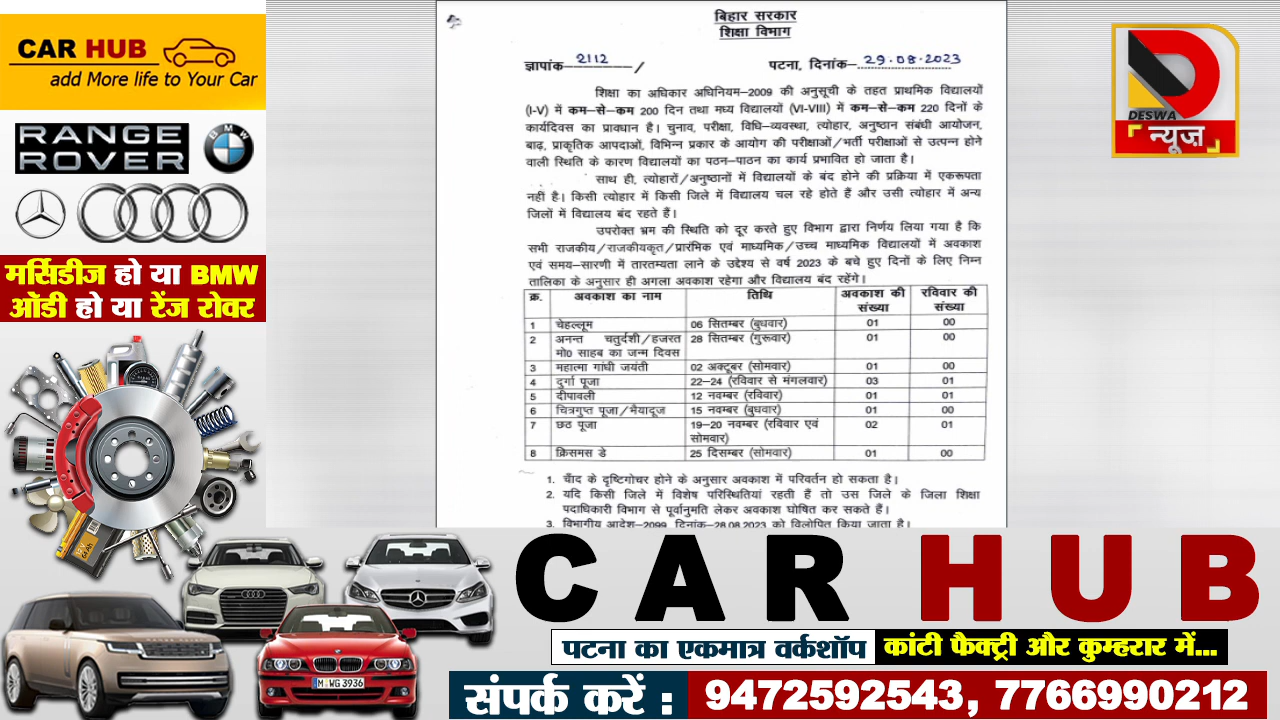 CAR HUB
add More life to Your Car
RANGE
ROVER
BMW
मर्सिडीज हो या BMW
ऑडी हो या रेंज रोवर
बिहार सरकार
शिक्षा विभाग
ज्ञापांक- 2112 /
पटना, दिनांक- 29.08.2023
शिक्षा का अधिकार अधिनियम-2009 की अनुसूची के तहत प्राथमिक विद्यालयों
(I-V) में कम-से-कम 200 दिन तथा मध्य विद्यालयों (VI-VIII) में कम-से-कम 220 दिनों के
कार्यदिवस का प्रावधान है। चुनाव, परीक्षा, विधि-व्यवस्था, त्योहार, अनुष्ठान संबंधी आयोजन,
बाढ़, प्राकृतिक आपदाओं, विभिन्न प्रकार के आयोग की परीक्षाओं/भर्ती परीक्षाओं से उत्पन्न होने
वाली स्थिति के कारण विद्यालयों का पठन-पाठन का कार्य प्रभावित हो जाता है।
साथ ही, त्योहारों/अनुष्ठानों में विद्यालयों के बंद होने की प्रक्रिया में एकरूपता
नहीं है। किसी त्योहार में किसी जिले में विद्यालय चल रहे होते हैं और उसी त्योहार में अन्य
जिलों में विद्यालय बंद रहते हैं।
उपरोक्त भ्रम की स्थिति को दूर करते हुए विभाग द्वारा निर्णय लिया गया है कि
सभी राजकीय/राजकीयकृत/प्रारंभिक एवं माध्यमिक/उच्च माध्यमिक विद्यालयों में अवकाश
एवं समय-सारणी में तारतम्यता लाने के उद्देश्य से वर्ष 2023 के बचे हुए दिनों के लिए निम्न
तालिका के अनुसार ही अगला अवकाश रहेगा और विद्यालय बंद रहेंगे।
क्र. अवकाश का नाम तिथि अवकाश की संख्या रविवार की संख्या
1 चेहल्लूम 06 सितम्बर (बुधवार) 01 00
2 अनन्त चतुर्दशी/हजरत मो0 साहब का जन्म दिवस 28 सितम्बर (गुरूवार) 01 00
3 महात्मा गांधी जयंती 02 अक्टूबर (सोमवार) 01 00
4 दुर्गा पूजा 22-24 (रविवार से मंगलवार) 03 01
5 दीपावली 12 नवम्बर (रविवार) 01 01
6 चित्रगुप्त पूजा/भैयादूज 15 नवम्बर (बुधवार) 01 00
7 छठ पूजा 19-20 नवम्बर (रविवार एवं सोमवार) 02 01
8 क्रिसमस डे 25 दिसम्बर (सोमवार) 01 00
1. चाँद के दृष्टिगोचर होने के अनुसार अवकाश में परिवर्तन हो सकता है।
2. यदि किसी जिले में विशेष परिस्थितियां रहती हैं तो उस जिले के जिला शिक्षा
पदाधिकारी विभाग से पूर्वानुमति लेकर अवकाश घोषित कर सकते हैं।
3. विभागीय आदेश-2099, दिनांक-28.08.2023 को विलोपित किया जाता है।
DESWA
न्यूज़
M.WG 3936
CAR HUB
पटना का एकमात्र वर्कशॉप कांटी फैक्ट्री और कुम्हरार में...
संपर्क करें : 9472592543, 7766990212